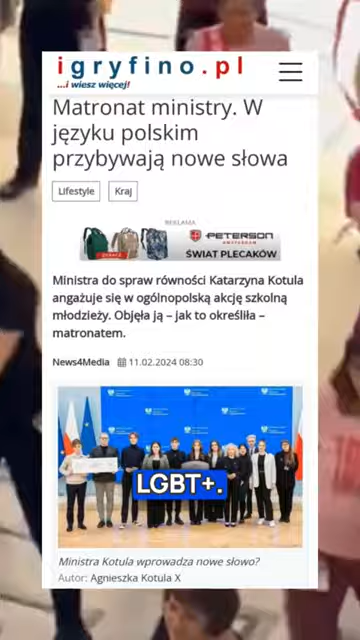 igryfino.pl
...i wiesz więcej!
Matronat ministry. W
języku polskim
przybywają nowe słowa
Lifestyle
Kraj
REKLAMA
PETERSON
ŚWIAT PLECAKÓW
Ministra do spraw równości Katarzyna Kotula
angażuje się w ogólnopolską akcję szkolną
młodzieży. Objęła ją – jak to określiła –
matronatem.
News4Media 11.02.2024 08:30
LGBT+.
Ministra Kotula wprowadza nowe słowo?
Autor: Agnieszka Kotula X